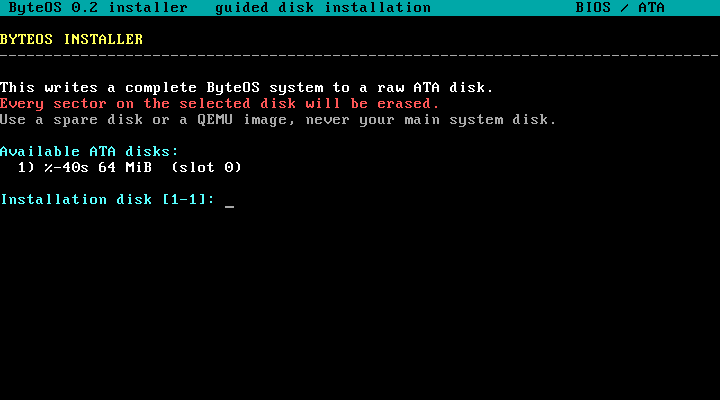 ByteOS 0.2 installer   guided disk installation                BIOS / ATA
BYTEOS INSTALLER
--------------------------------------------------------------------------------
This writes a complete ByteOS system to a raw ATA disk.
Every sector on the selected disk will be erased.
Use a spare disk or a QEMU image, never your main system disk.
Available ATA disks:
  1) %-40s 64 MiB  (slot 0)
Installation disk [1-1]: _